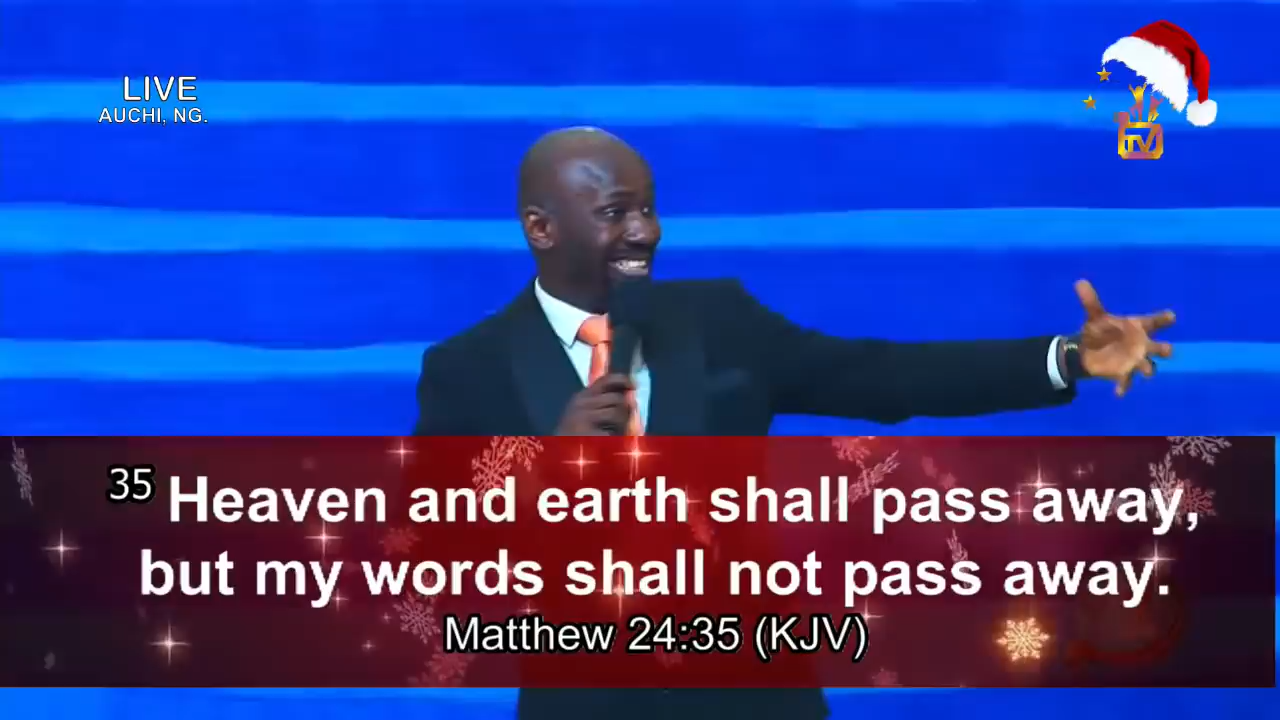 LIVE
AUCHI, NG.
TV
35 Heaven and earth shall pass away,
but my words shall not pass away.
Matthew 24:35 (KJV)